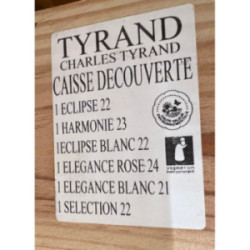 TYRAND
CHARLES TYRAND
CAISSE DECOUVERTE
1 ECLIPSE 22
1 HARMONIE 23
1ECLIPSE BLANC 22
1 ELEGANCE ROSE 24
1 ELEGANCE BLANC 21
1 SELECTION 22